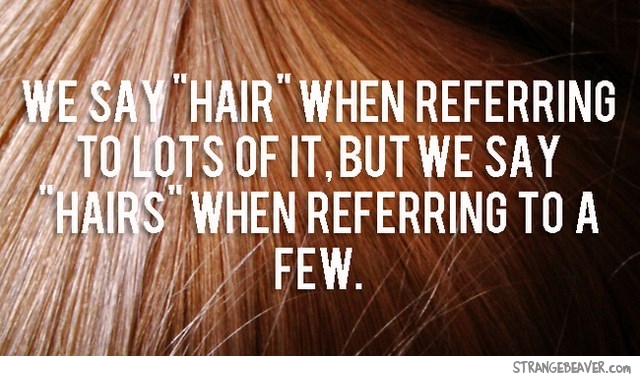 WE SAY "HAIR" WHEN REFERRING
TO LOTS OF IT, BUT WE SAY
"HAIRS" WHEN REFERRING TO A
FEW.
STRANGEBEAVER.com